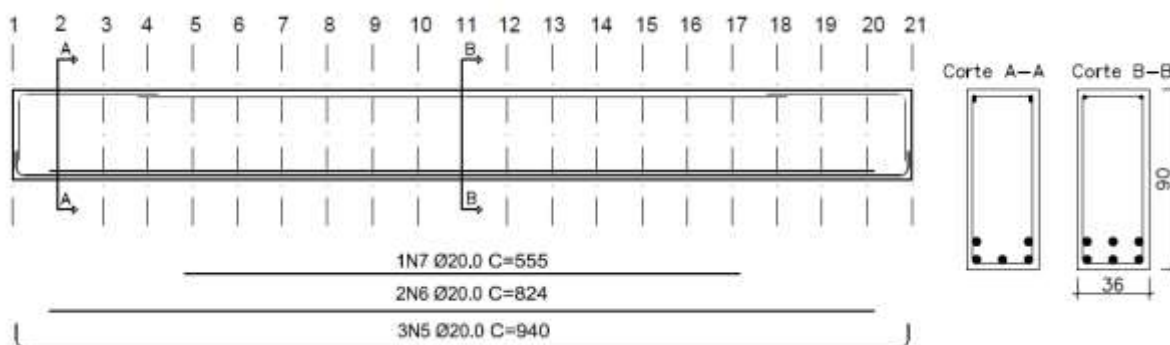 1 2 3 4 5 6 7 8 9 10 11 12 13 14 15 16 17 18 19 20 21
A B
Corte A-A Corte B-B
A B
90
36
1N7 Ø20.0 C=555
2N6 Ø20.0 C=824
3N5 Ø20.0 C=940